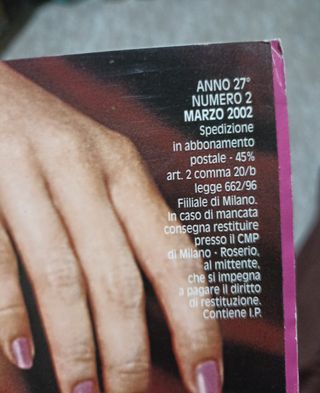 ANNO 27°
NUMERO 2
MARZO 2002
Spedizione
in abbonamento
postale - 45%
art. 2 comma 20/b
legge 662/96
Fiiliale di Milano.
in caso di mancata
consegna restituire
presso il CMP
di Milano - Roserio,
al mittente,
che si impegna
a pagare il diritto
di restituzione.
Contiene I.P.